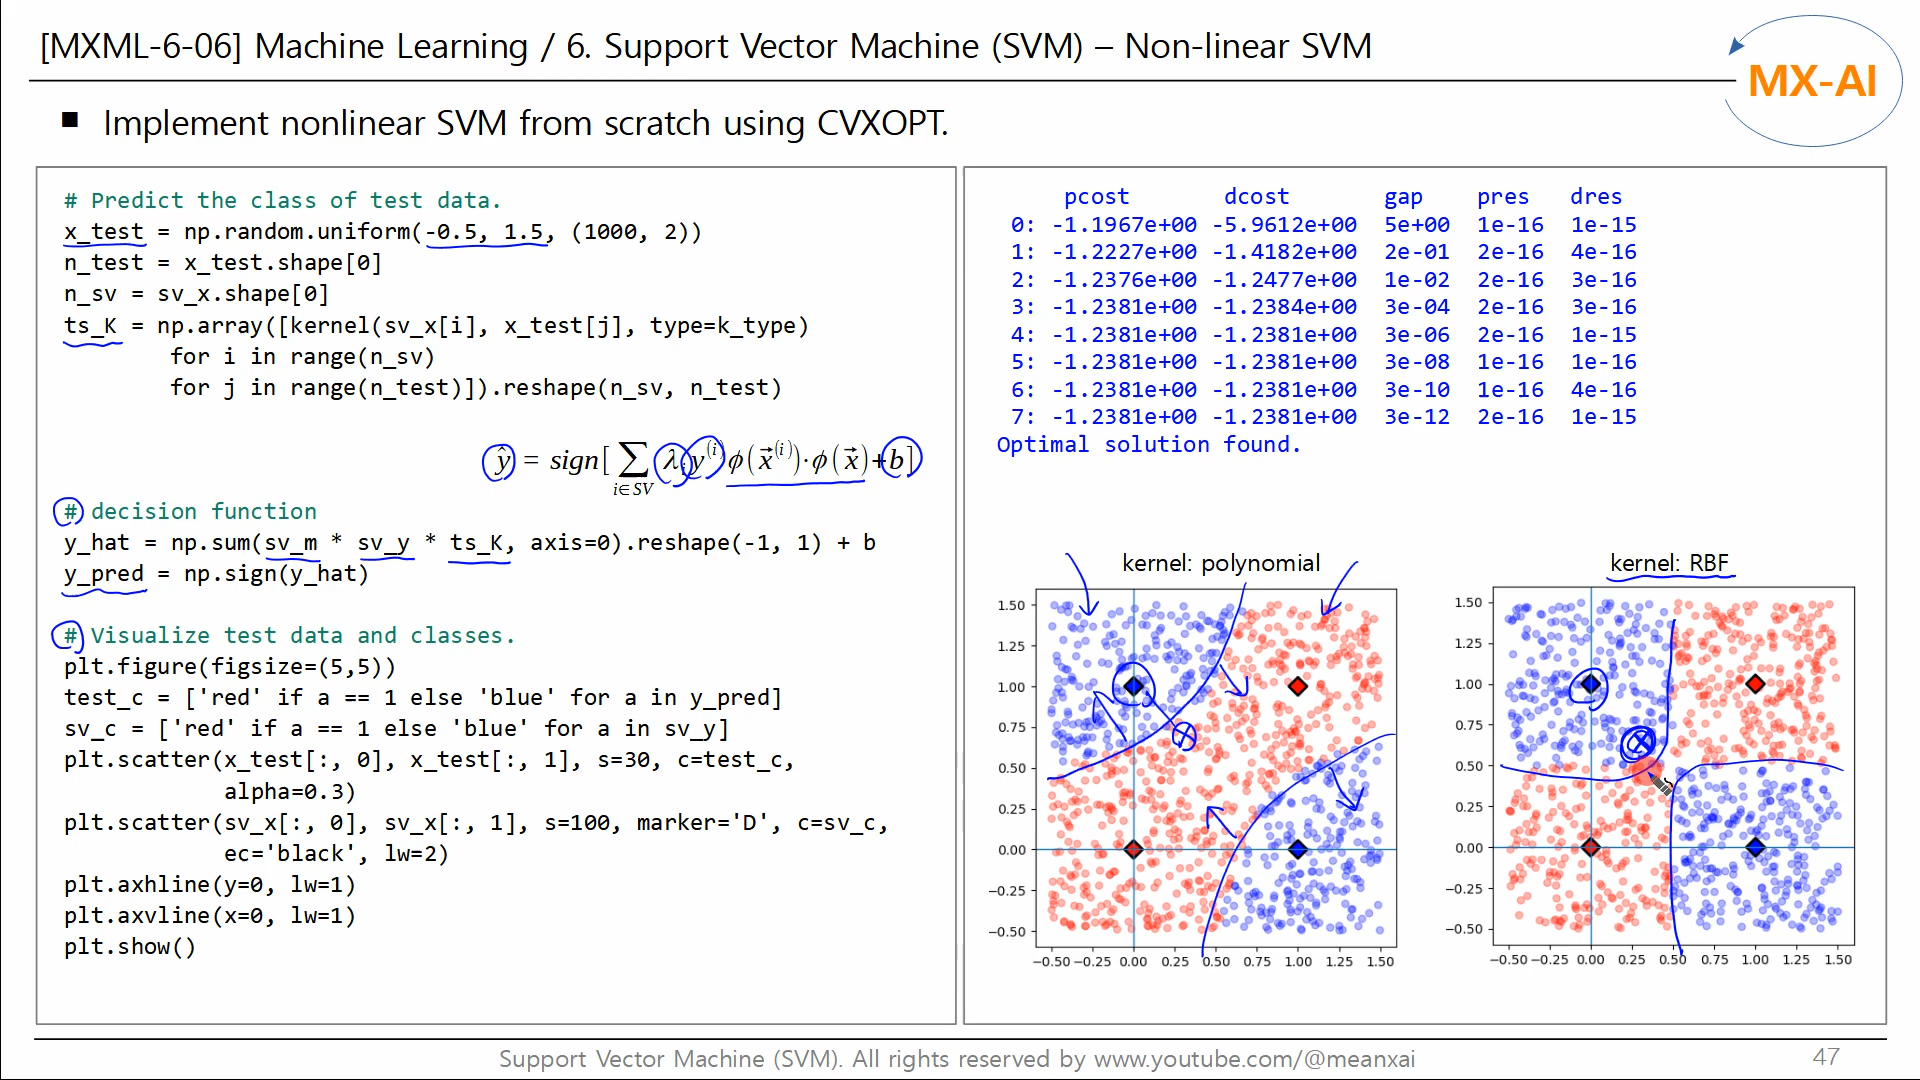 [MXML-6-06] Machine Learning / 6. Support Vector Machine (SVM) – Non-linear SVM
MX-AI
■ Implement nonlinear SVM from scratch using CVXOPT.
# Predict the class of test data.
x_test = np.random.uniform(-0.5, 1.5, (1000, 2))
n_test = x_test.shape[0]
n_sv = sv_x.shape[0]
ts_K = np.array([kernel(sv_x[i], x_test[j], type=k_type)
for i in range(n_sv)
for j in range(n_test)]).reshape(n_sv, n_test)
ŷ = sign[ ∑ λᵢ y⁽ⁱ⁾ ϕ(x⃗⁽ⁱ⁾)·ϕ(x⃗)+b]
i∈SV
# decision function
y_hat = np.sum(sv_m * sv_y * ts_K, axis=0).reshape(-1, 1) + b
y_pred = np.sign(y_hat)
# Visualize test data and classes.
plt.figure(figsize=(5,5))
test_c = ['red' if a == 1 else 'blue' for a in y_pred]
sv_c = ['red' if a == 1 else 'blue' for a in sv_y]
plt.scatter(x_test[:, 0], x_test[:, 1], s=30, c=test_c,
alpha=0.3)
plt.scatter(sv_x[:, 0], sv_x[:, 1], s=100, marker='D', c=sv_c,
ec='black', lw=2)
plt.axhline(y=0, lw=1)
plt.axvline(x=0, lw=1)
plt.show()
pcost dcost gap pres dres
0: -1.1967e+00 -5.9612e+00 5e+00 1e-16 1e-15
1: -1.2227e+00 -1.4182e+00 2e-01 2e-16 4e-16
2: -1.2376e+00 -1.2477e+00 1e-02 2e-16 3e-16
3: -1.2381e+00 -1.2384e+00 3e-04 2e-16 3e-16
4: -1.2381e+00 -1.2381e+00 3e-06 2e-16 1e-15
5: -1.2381e+00 -1.2381e+00 3e-08 1e-16 1e-16
6: -1.2381e+00 -1.2381e+00 3e-10 1e-16 4e-16
7: -1.2381e+00 -1.2381e+00 3e-12 2e-16 1e-15
Optimal solution found.
kernel: polynomial
1.50
1.25
1.00
0.75
0.50
0.25
0.00
−0.25
−0.50
−0.50 −0.25 0.00 0.25 0.50 0.75 1.00 1.25 1.50
kernel: RBF
1.50
1.25
1.00
0.75
0.50
0.25
0.00
−0.25
−0.50
−0.50 −0.25 0.00 0.25 0.50 0.75 1.00 1.25 1.50
Support Vector Machine (SVM). All rights reserved by www.youtube.com/@meanxai
47